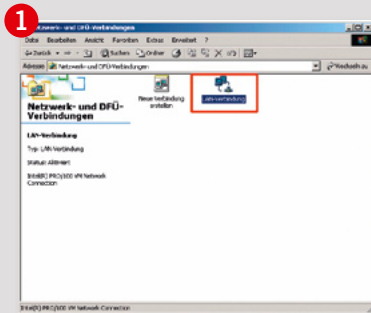 1
Netzwerk- und DFÜ-Verbindungen
Datei Bearbeiten Ansicht Favoriten Extras Erweitert ?
Zurück Suchen Ordner
Adresse Netzwerk- und DFÜ-Verbindungen Wechseln zu
Netzwerk- und DFÜ-
Verbindungen
LAN-Verbindung
Typ: LAN-Verbindung
Status: Aktiviert
Intel(R) PRO/100 VM Network
Connection
Neue Verbindung
erstellen
LAN-Verbindung
Intel(R) PRO/100 VM Network Connection